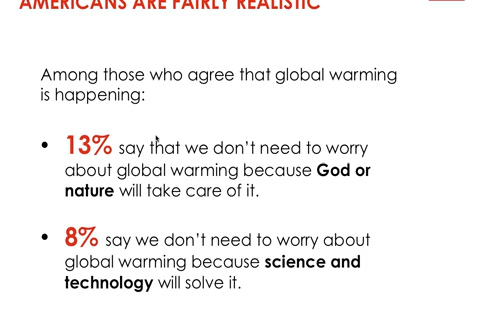 AMERICANS ARE FAIRLY REALISTIC
Among those who agree that global warming
is happening:
• 13% say that we don't need to worry
about global warming because God or
nature will take care of it.
• 8% say we don't need to worry about
global warming because science and
technology will solve it.